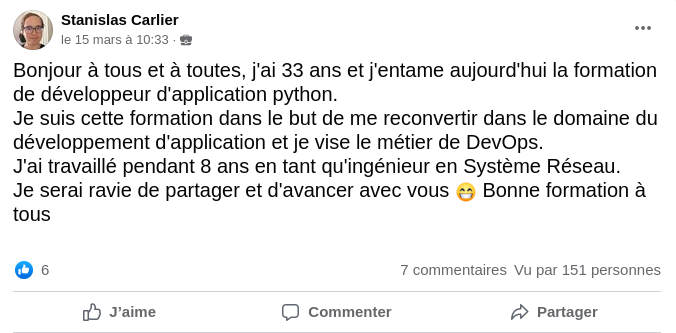 Stanislas Carlier
le 15 mars à 10:33 ·
Bonjour à tous et à toutes, j'ai 33 ans et j'entame aujourd'hui la formation
de développeur d'application python.
Je suis cette formation dans le but de me reconvertir dans le domaine du
développement d'application et je vise le métier de DevOps.
J'ai travaillé pendant 8 ans en tant qu'ingénieur en Système Réseau.
Je serai ravie de partager et d'avancer avec vous 😁 Bonne formation à
tous
6 7 commentaires Vu par 151 personnes
J’aime Commenter Partager